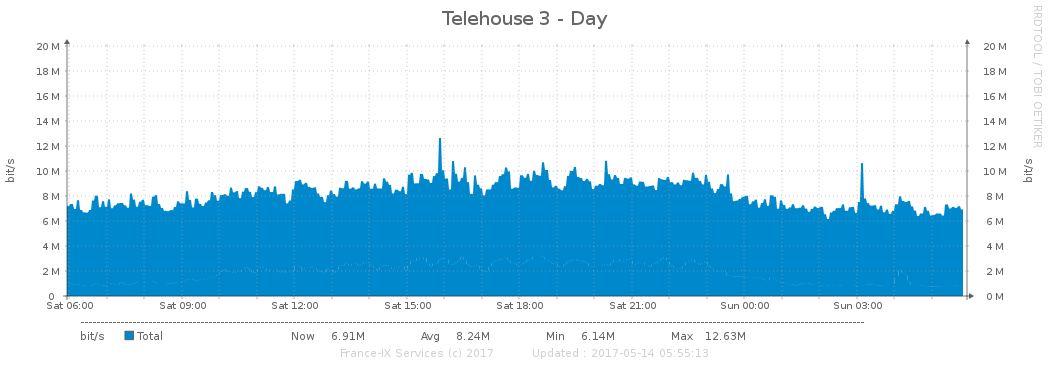 Telehouse 3 - Day
RRDTOOL / TOBI OETIKER
bit/s
20 M 20 M
18 M 18 M
16 M 16 M
14 M 14 M
12 M 12 M
10 M 10 M
8 M 8 M
6 M 6 M
4 M 4 M
2 M 2 M
0 0 M
bit/s
Sat 06:00 Sat 09:00 Sat 12:00 Sat 15:00 Sat 18:00 Sat 21:00 Sun 00:00 Sun 03:00
bit/s Total Now 6.91M Avg 8.24M Min 6.14M Max 12.63M
France-IX Services (c) 2017 Updated : 2017-05-14 05:55:13